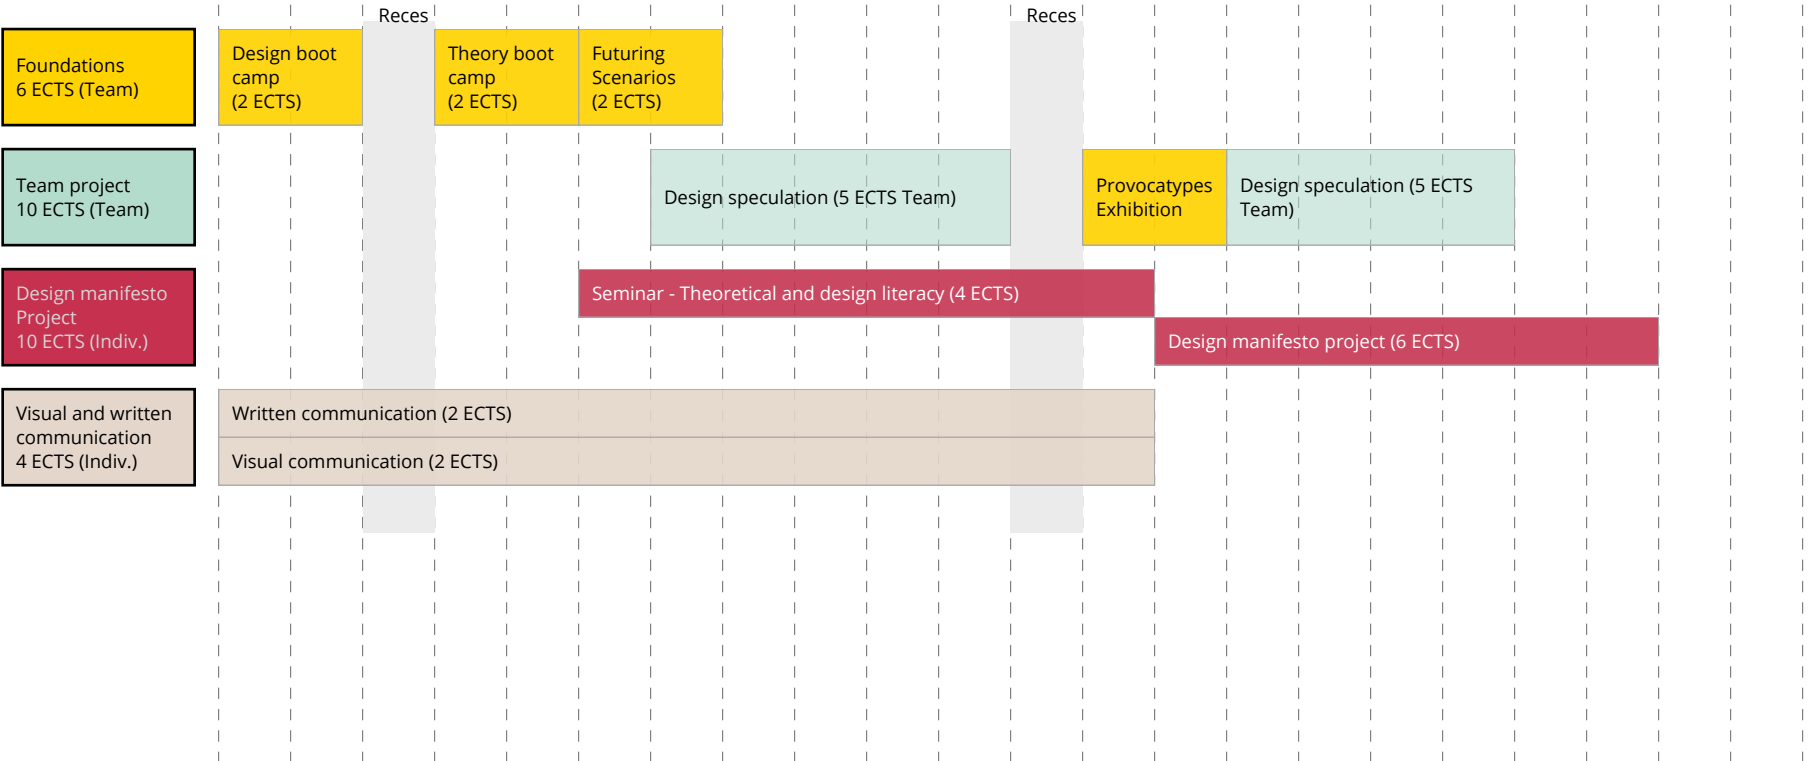 Reces
Reces
Foundations
6 ECTS (Team)
Design boot
camp
(2 ECTS)
Theory boot
camp
(2 ECTS)
Futuring
Scenarios
(2 ECTS)
Team project
10 ECTS (Team)
Design speculation (5 ECTS Team)
Provocatypes
Exhibition
Design speculation (5 ECTS
Team)
Design manifesto
Project
10 ECTS (Indiv.)
Seminar - Theoretical and design literacy (4 ECTS)
Design manifesto project (6 ECTS)
Visual and written
communication
4 ECTS (Indiv.)
Written communication (2 ECTS)
Visual communication (2 ECTS)